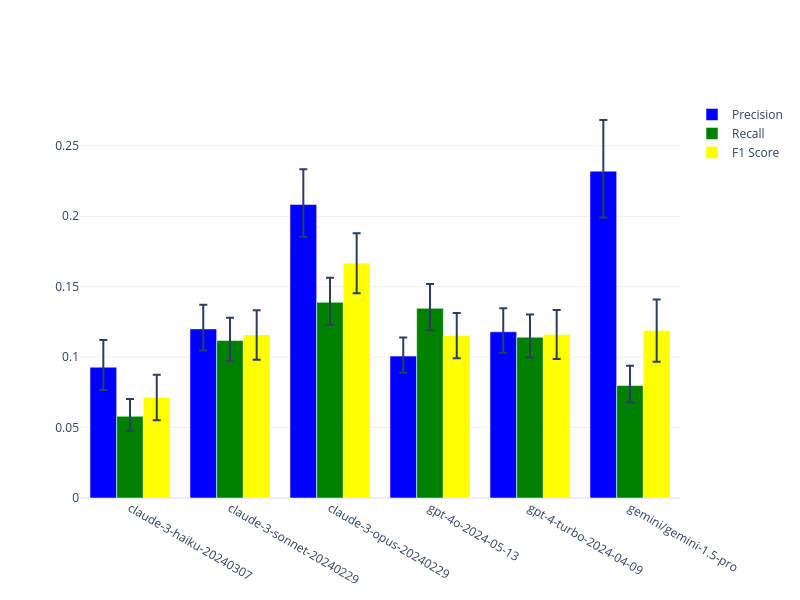 Precision
Recall
F1 Score
0.25
0.2
0.15
0.1
0.05
0
claude-3-haiku-20240307
claude-3-sonnet-20240229
claude-3-opus-20240229
gpt-4o-2024-05-13
gpt-4-turbo-2024-04-09
gemini/gemini-1.5-pro